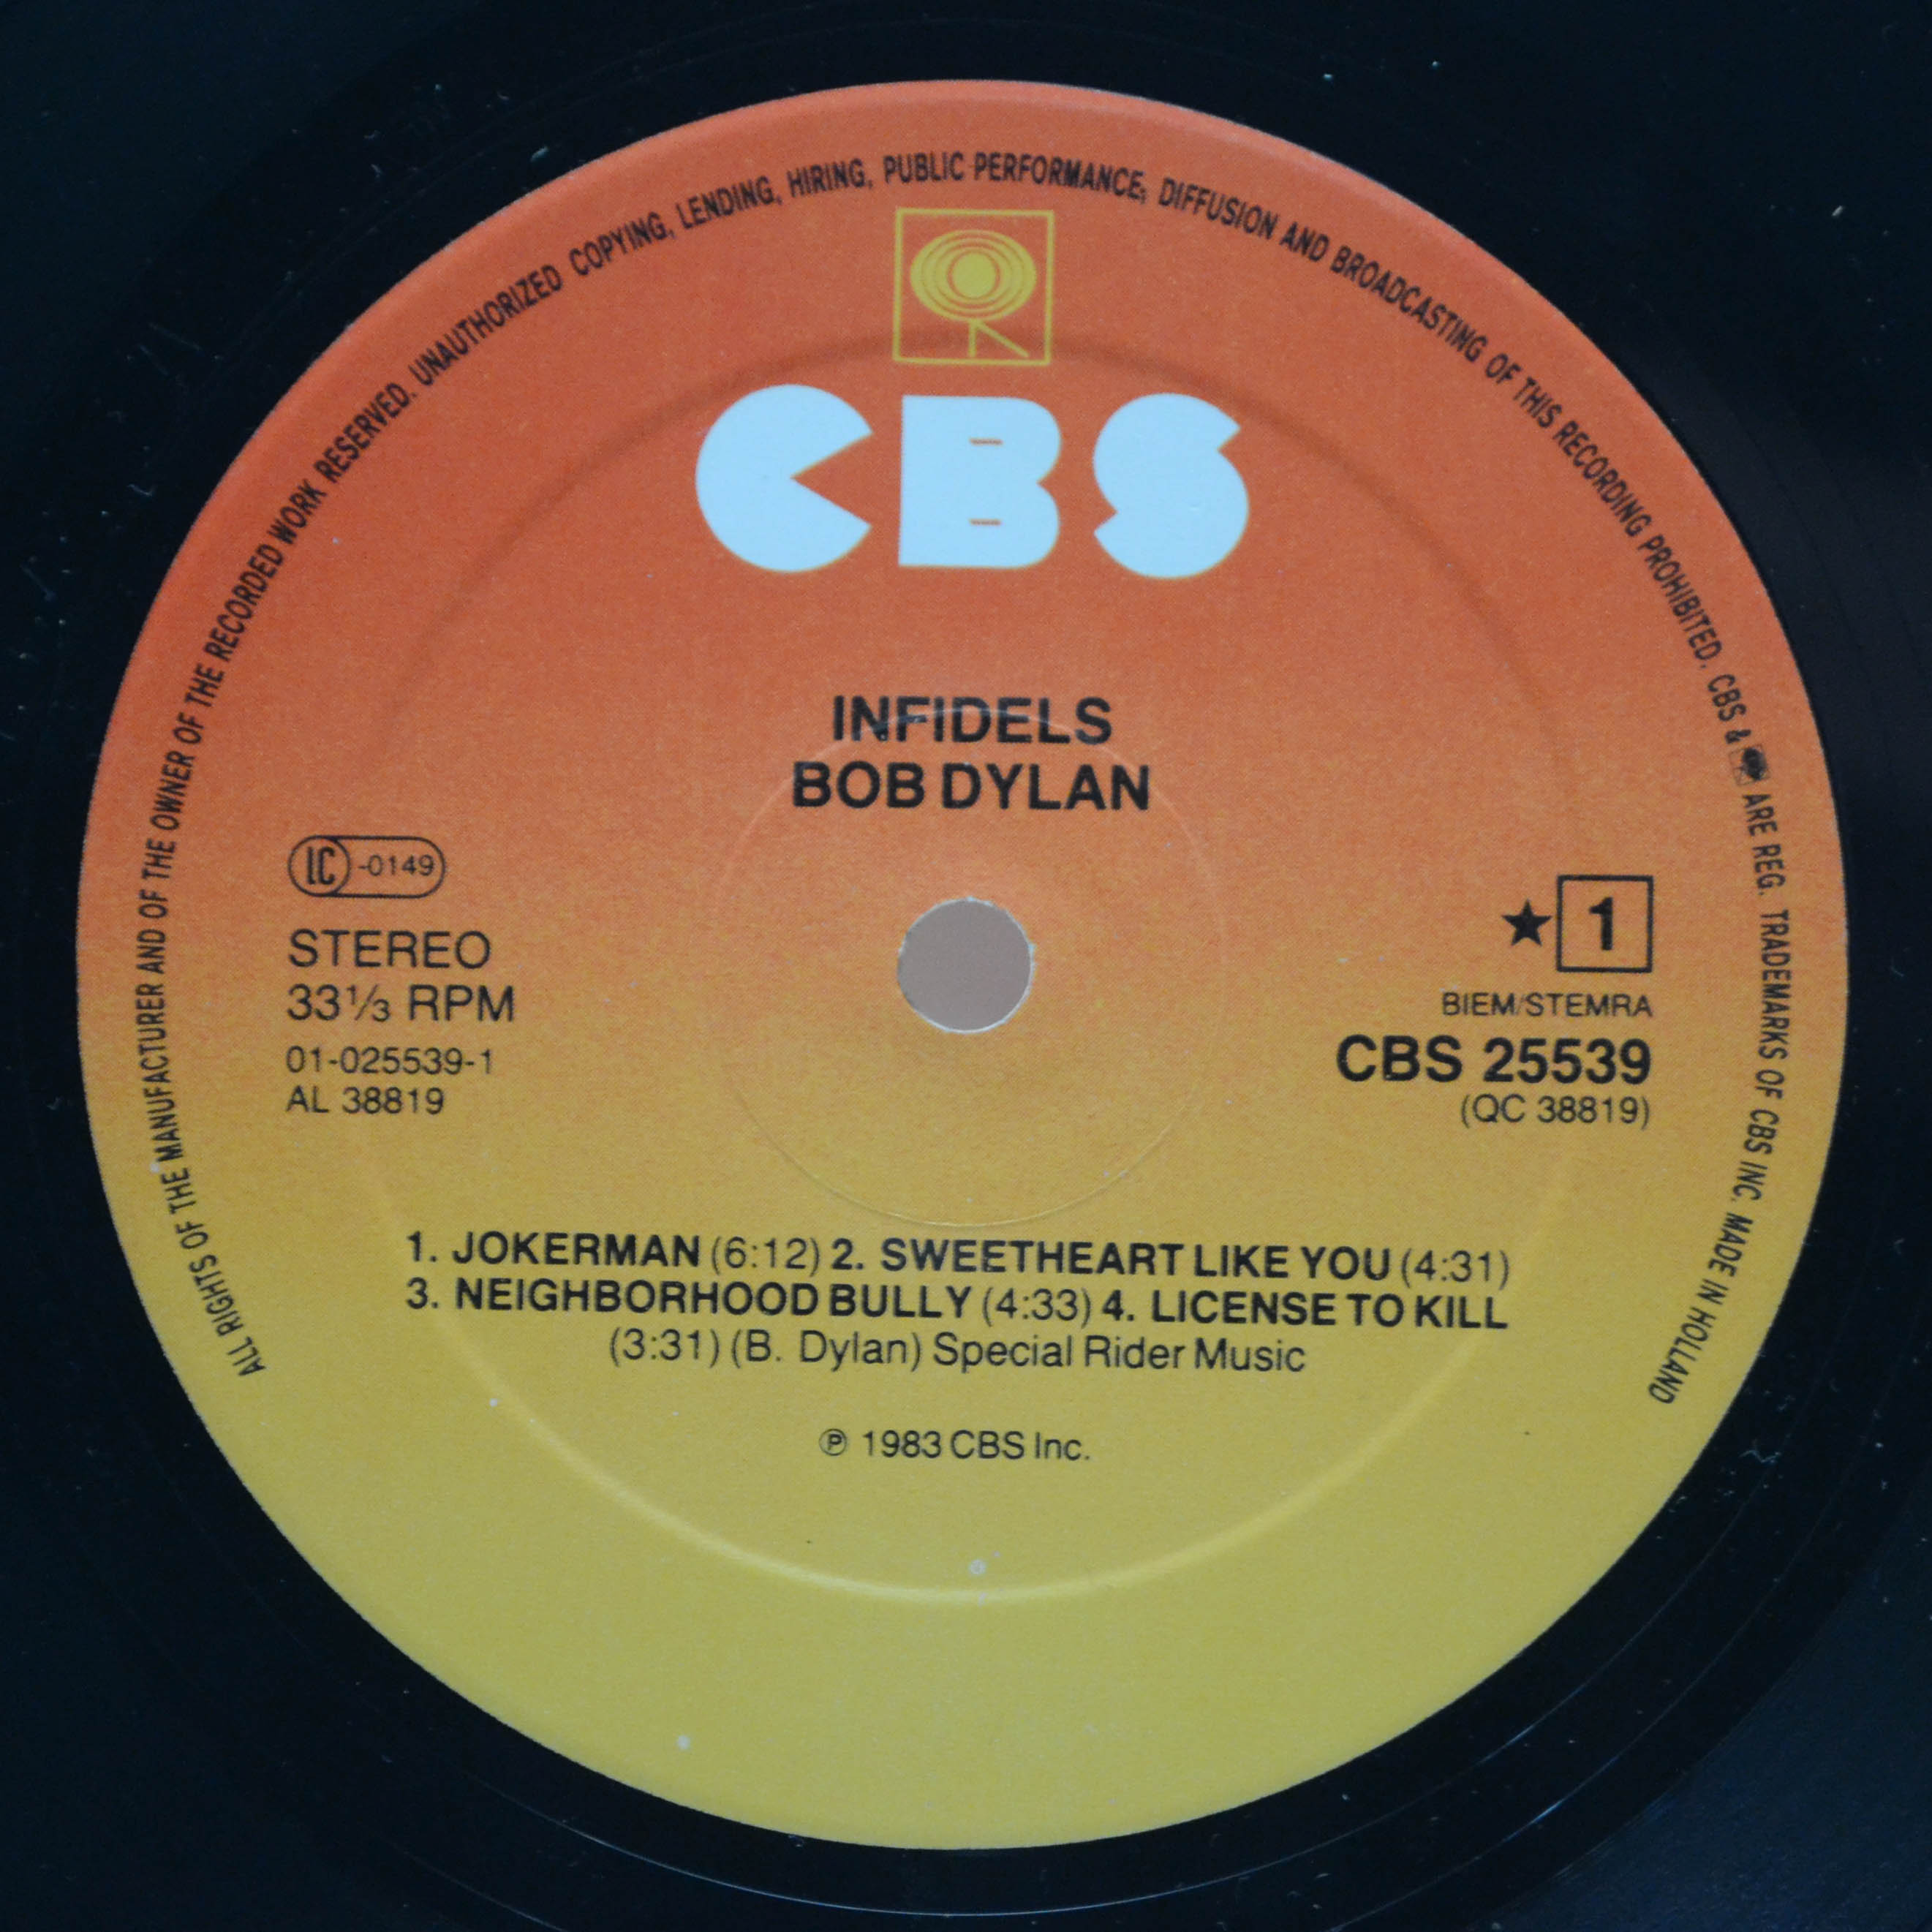 ALL RIGHTS OF THE MANUFACTURER AND OF THE OWNER OF THE RECORDED WORK RESERVED. UNAUTHORIZED COPYING, LENDING, HIRING, PUBLIC PERFORMANCE, DIFFUSION AND BROADCASTING OF THIS RECORDING PROHIBITED. CBS & ARE REG. TRADEMARKS OF CBS INC. MADE IN HOLLAND
CBS
INFIDELS
BOB DYLAN
LC -0149
STEREO
33⅓ RPM
01-025539-1
AL 38819
★ 1
BIEM/STEMRA
CBS 25539
(QC 38819)
1. JOKERMAN (6:12) 2. SWEETHEART LIKE YOU (4:31)
3. NEIGHBORHOOD BULLY (4:33) 4. LICENSE TO KILL
(3:31) (B. Dylan) Special Rider Music
℗ 1983 CBS Inc.